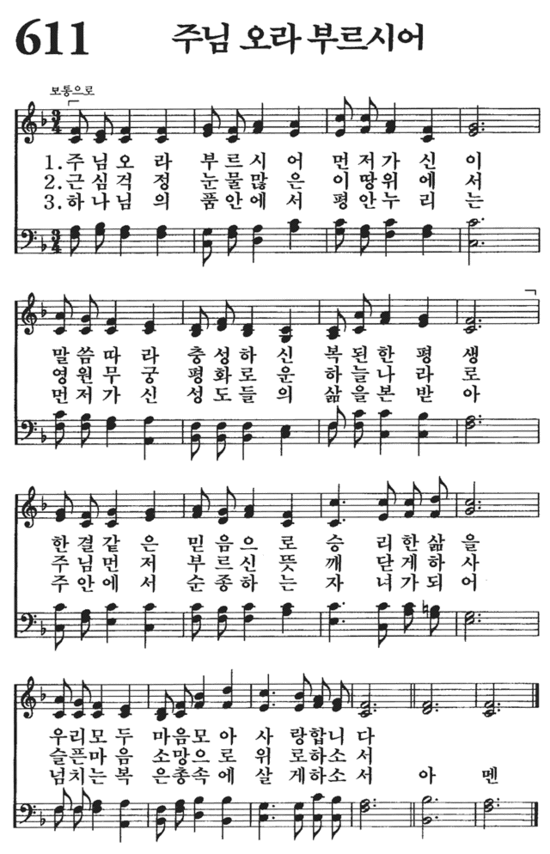 611 주님 오라 부르시어
보통으로
1. 주님오라 부르시어 먼저가신 이
2. 근심걱정 눈물많은 이땅위에 서
3. 하나님의 품안에서 평안누리 는
말씀따라 충성하신 복된한평 생
영원무궁 평화로운 하늘나라 로
먼저가신 성도들의 삶을본받 아
한결같은 믿음으로 승리한삶 을
주님먼저 부르신뜻 깨닫게하 사
주안에서 순종하는 자녀가되 어
우리모두 마음모아 사랑합니 다
슬픈마음 소망으로 위로하소 서
넘치는복 은총속에 살게하소 서 아 멘